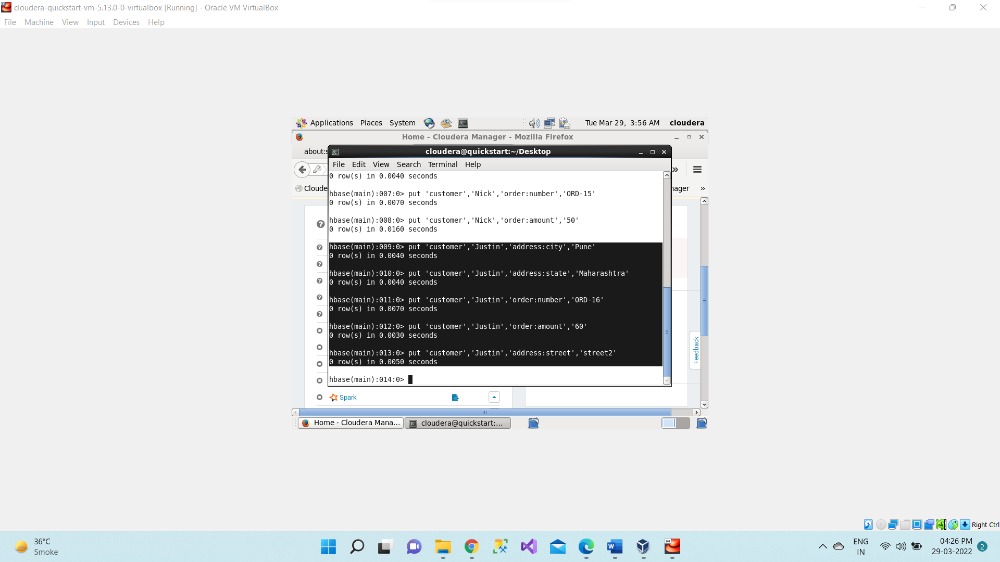 cloudera-quickstart-vm-5.13.0-0-virtualbox [Running] - Oracle VM VirtualBox
File Machine View Input Devices Help
Applications Places System Tue Mar 29, 3:56 AM cloudera
Home - Cloudera Manager - Mozilla Firefox
about:s
cloudera@quickstart:~/Desktop
File Edit View Search Terminal Help
Cloude
nager »
0 row(s) in 0.0040 seconds
hbase(main):007:0> put 'customer','Nick','order:number','ORD-15'
0 row(s) in 0.0070 seconds
hbase(main):008:0> put 'customer','Nick','order:amount','50'
0 row(s) in 0.0160 seconds
hbase(main):009:0> put 'customer','Justin','address:city','Pune'
0 row(s) in 0.0040 seconds
hbase(main):010:0> put 'customer','Justin','address:state','Maharashtra'
0 row(s) in 0.0040 seconds
hbase(main):011:0> put 'customer','Justin','order:number','ORD-16'
0 row(s) in 0.0070 seconds
hbase(main):012:0> put 'customer','Justin','order:amount','60'
0 row(s) in 0.0030 seconds
hbase(main):013:0> put 'customer','Justin','address:street','street2'
0 row(s) in 0.0050 seconds
hbase(main):014:0>
Feedback
Spark
Home - Cloudera Mana... cloudera@quickstart:...
Right Ctrl
36°C
Smoke
ENG
IN
04:26 PM
29-03-2022
2